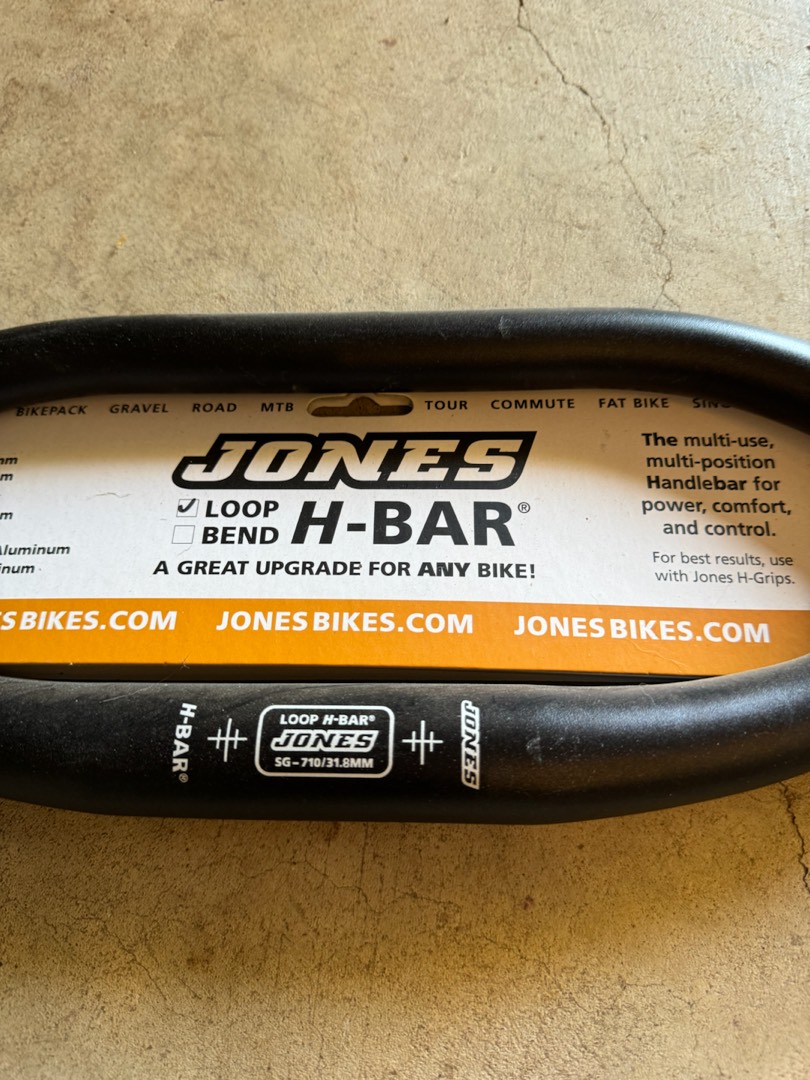 BIKEPACK GRAVEL ROAD MTB TOUR COMMUTE FAT BIKE
JONES
✓ LOOP
BEND
H-BAR®
A GREAT UPGRADE FOR ANY BIKE!
The multi-use,
multi-position
Handlebar for
power, comfort,
and control.
For best results, use
with Jones H-Grips.
JONESBIKES.COM JONESBIKES.COM
H-BAR®
LOOP H-BAR®
JONES
SG-710/31.8MM
JONES